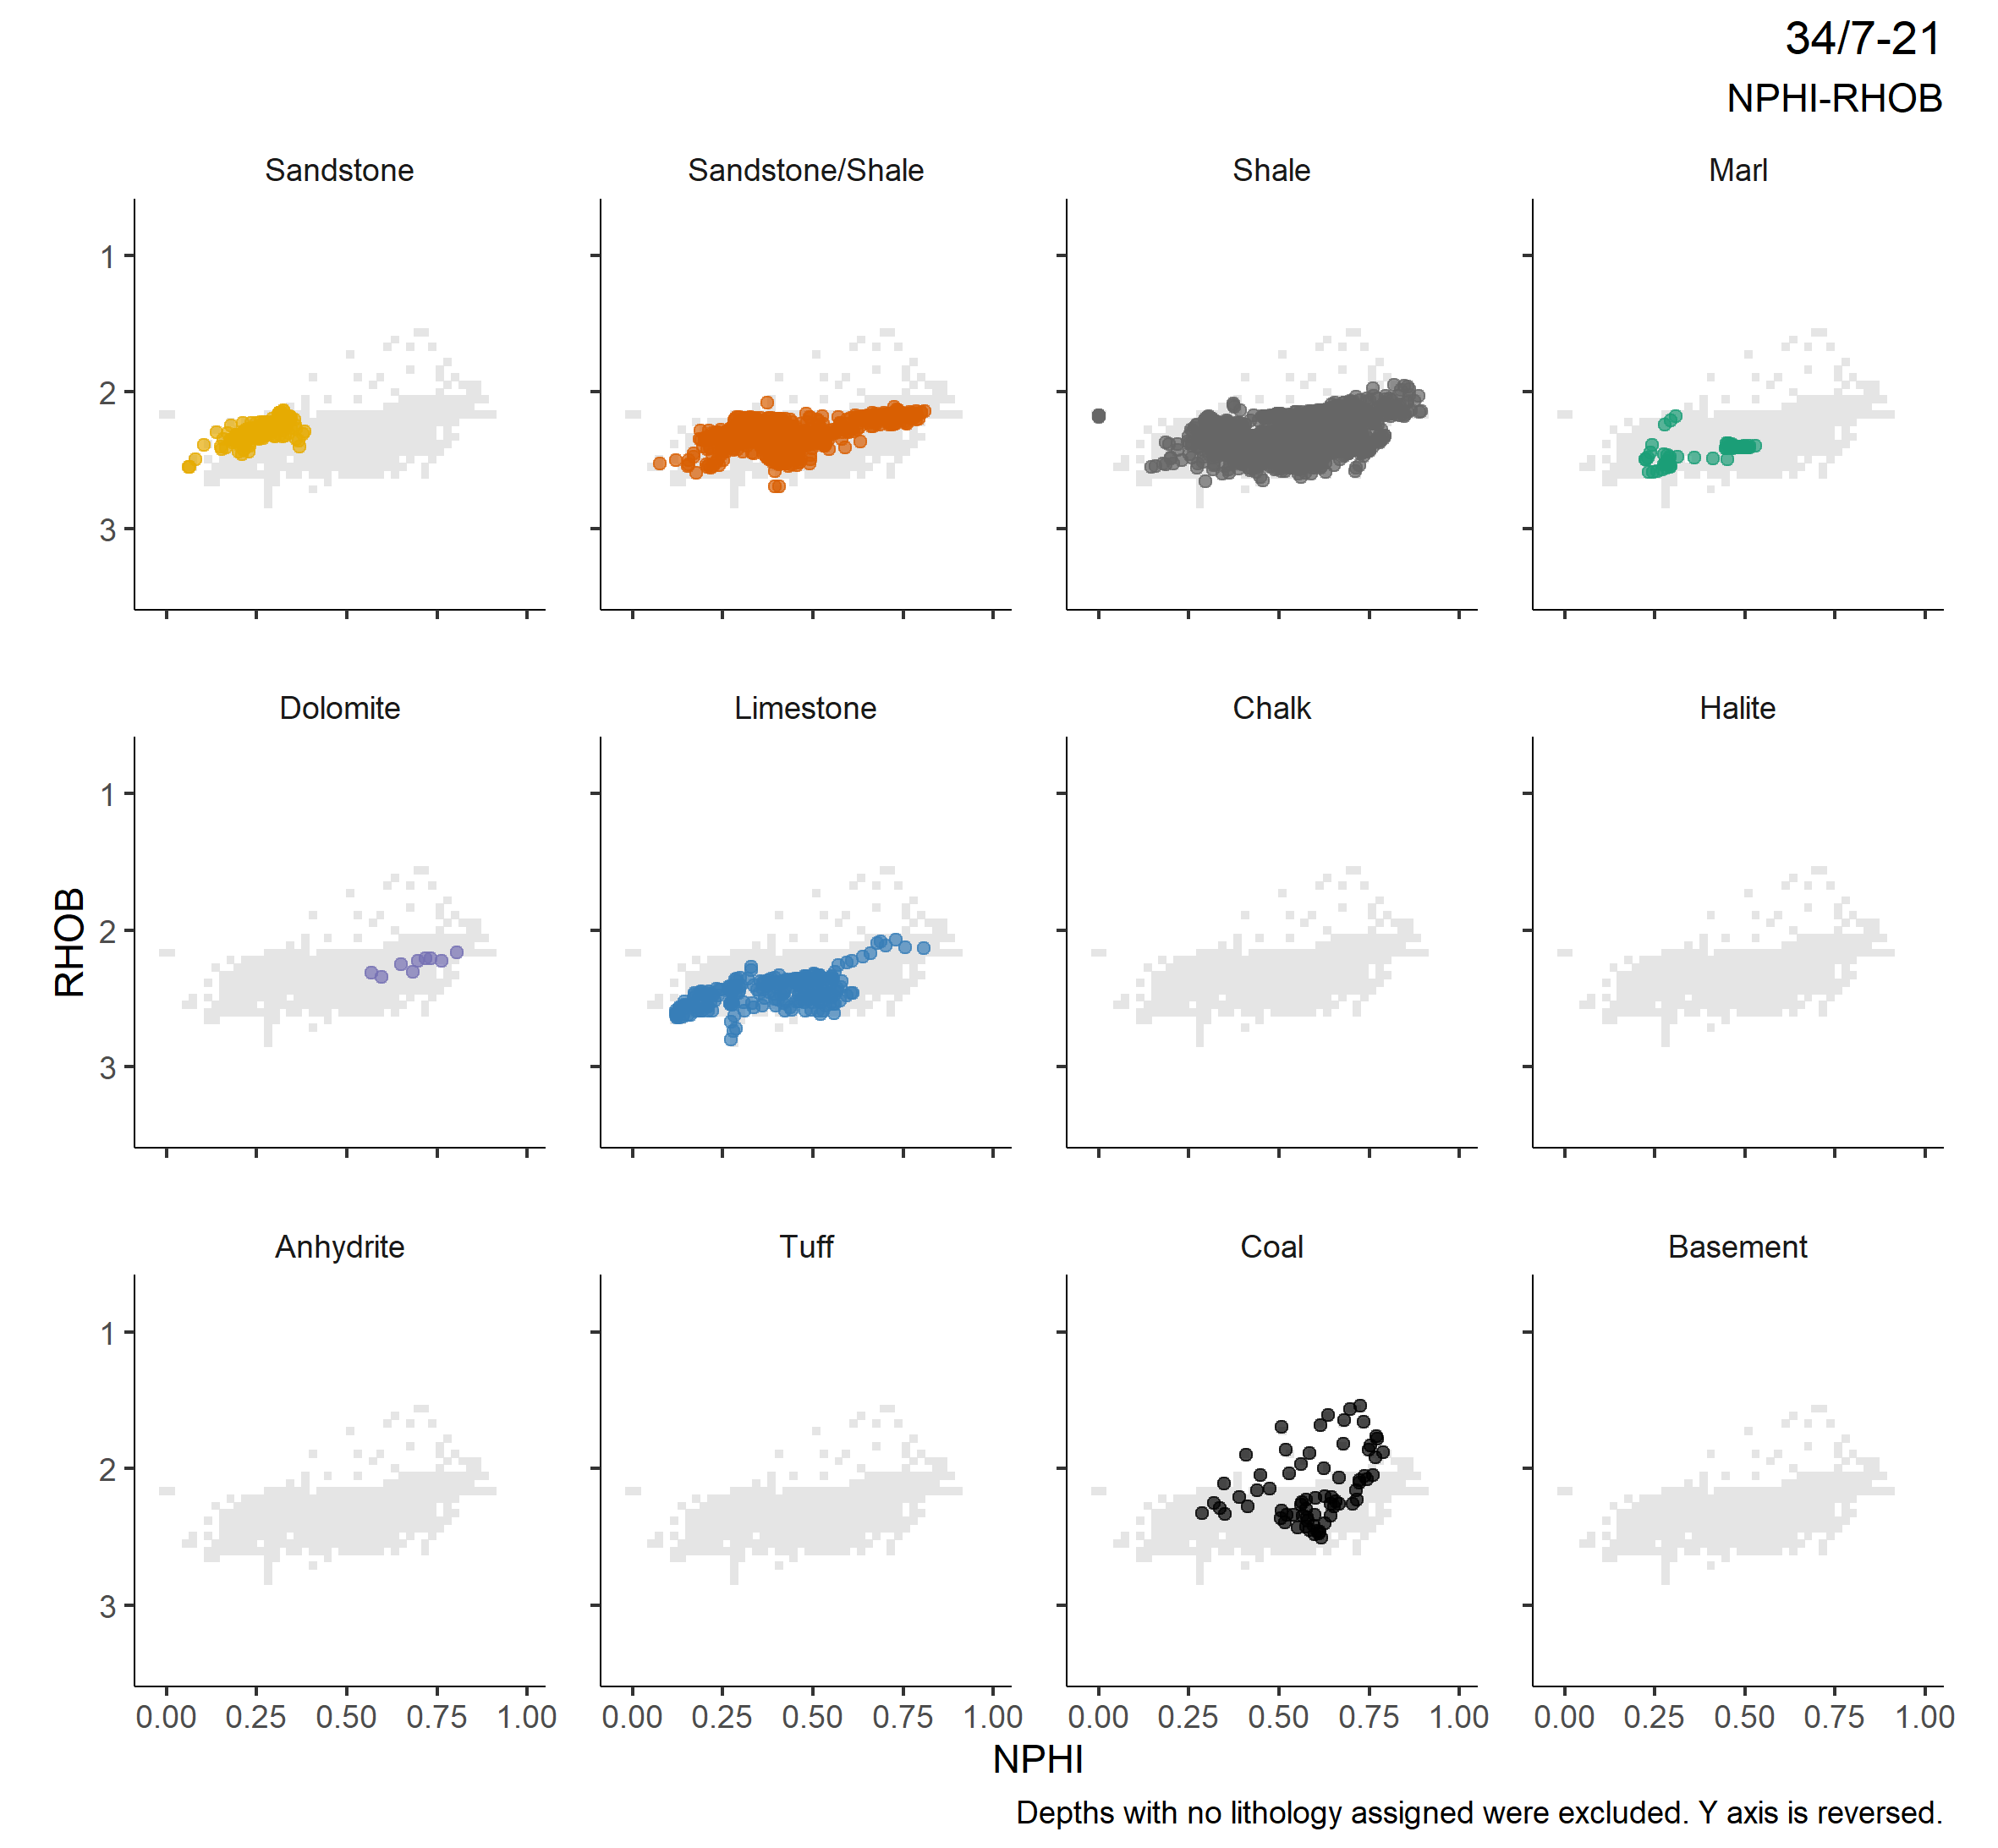 34/7-21
NPHI-RHOB
Sandstone
Sandstone/Shale
Shale
Marl
1
2
3
Dolomite
Limestone
Chalk
Halite
RHOB
1
2
3
Anhydrite
Tuff
Coal
Basement
1
2
3
0.00 0.25 0.50 0.75 1.00
0.00 0.25 0.50 0.75 1.00
0.00 0.25 0.50 0.75 1.00
0.00 0.25 0.50 0.75 1.00
NPHI
Depths with no lithology assigned were excluded. Y axis is reversed.